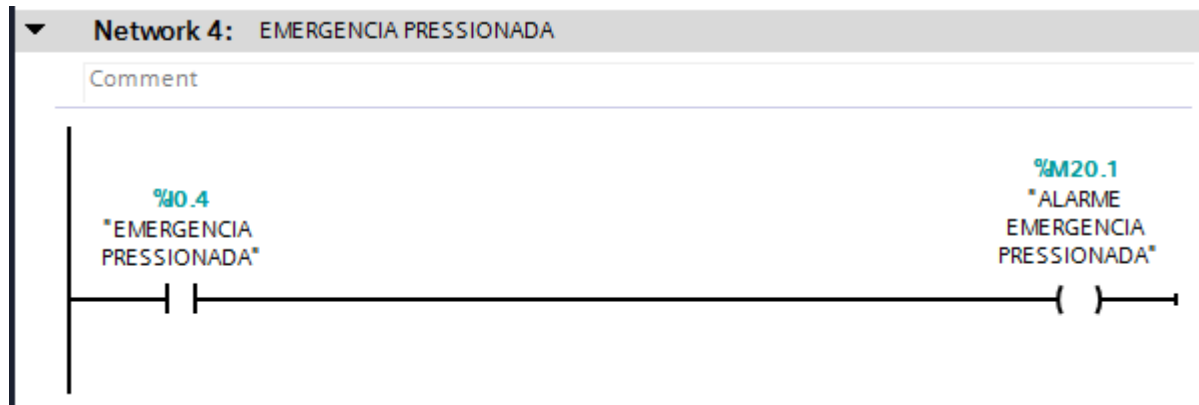 Network 4: EMERGENCIA PRESSIONADA
Comment
%I0.4
"EMERGENCIA
PRESSIONADA"
%M20.1
"ALARME
EMERGENCIA
PRESSIONADA"